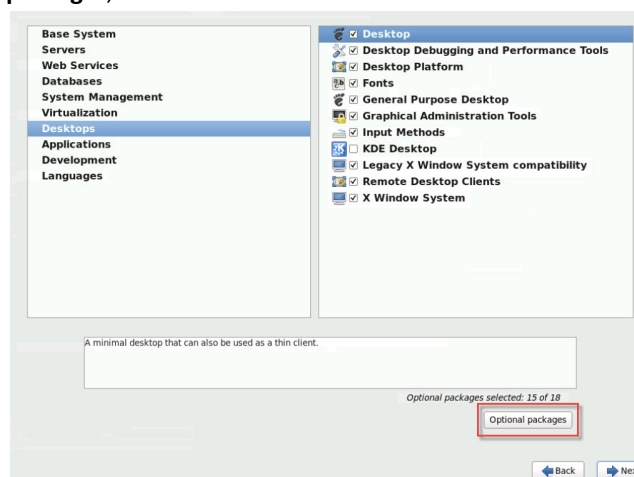 Base System
Servers
Web Services
Databases
System Management
Virtualization
Desktops
Applications
Development
Languages
Desktop
Desktop Debugging and Performance Tools
Desktop Platform
Fonts
General Purpose Desktop
Graphical Administration Tools
Input Methods
KDE Desktop
Legacy X Window System compatibility
Remote Desktop Clients
X Window System
A minimal desktop that can also be used as a thin client.
Optional packages selected: 15 of 18
Optional packages
Back